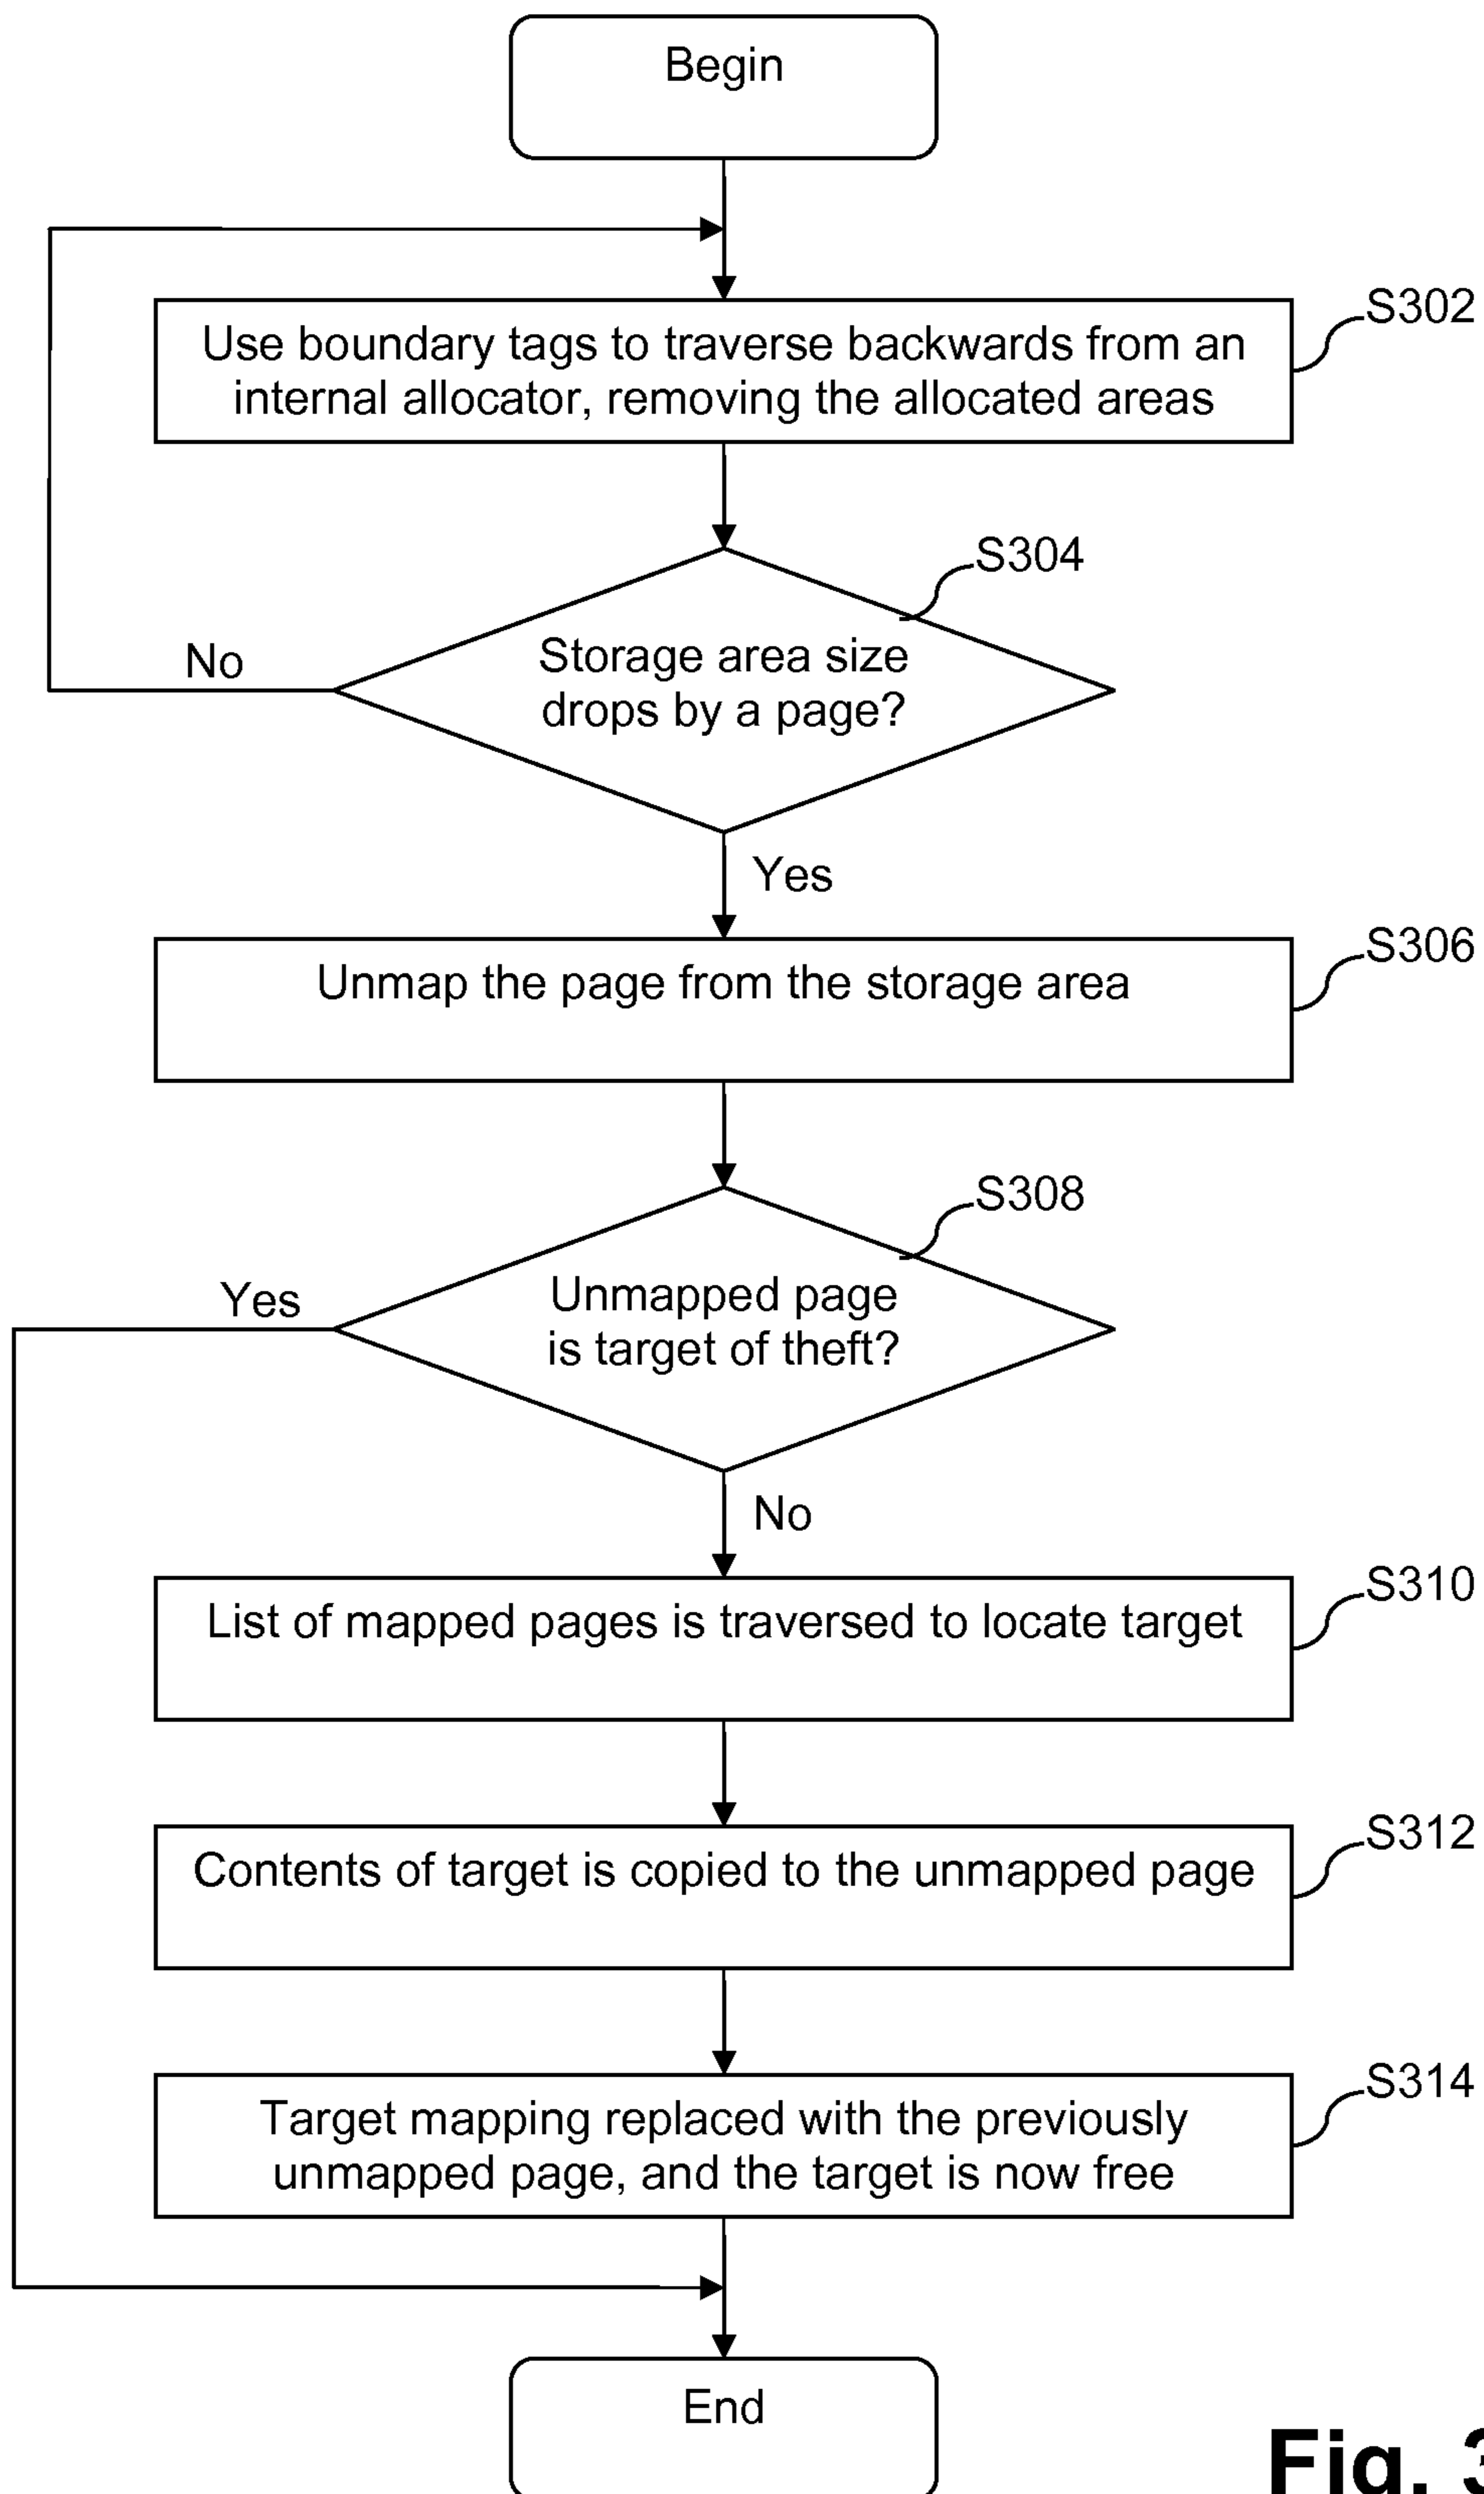 Begin
S302
Use boundary tags to traverse backwards from an
internal allocator, removing the allocated areas
S304
Storage area size
drops by a page?
No
Yes
S306
Unmap the page from the storage area
S308
Unmapped page
is target of theft?
Yes
No
S310
List of mapped pages is traversed to locate target
S312
Contents of target is copied to the unmapped page
S314
Target mapping replaced with the previously
unmapped page, and the target is now free
End
Fig. 3